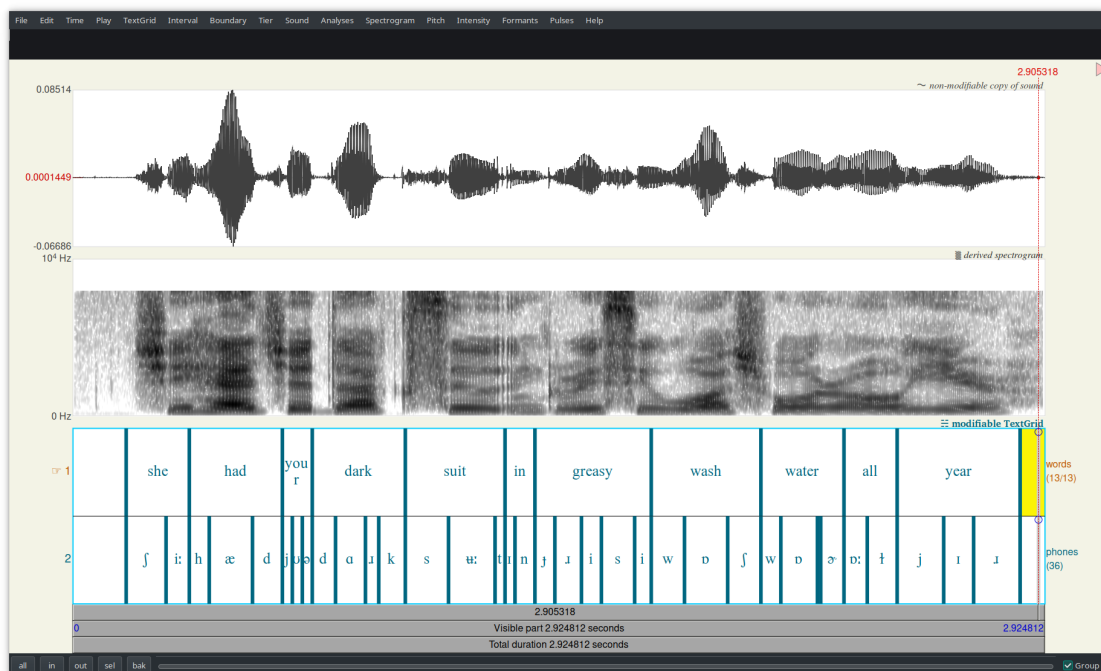 File Edit Time Play TextGrid Interval Boundary Tier Sound Analyses Spectrogram Pitch Intensity Formants Pulses Help
2.905318
0.08514
~ non-modifiable copy of sound
0.0001449
-0.06686
10⁴ Hz
derived spectrogram
0 Hz
modifiable TextGrid
☞ 1
she had your dark suit in greasy wash water all year
words
(13/13)
2
ʃ iː h æ d j ʊ ə d ɑ ɹ k s ʉː t ɪ n ɟ ɹ i s i w ɒ ʃ w ɒ ɚ ɒː ɫ j ɪ ɹ
phones
(36)
2.905318
0
Visible part 2.924812 seconds
2.924812
Total duration 2.924812 seconds
all in out sel bak
Group